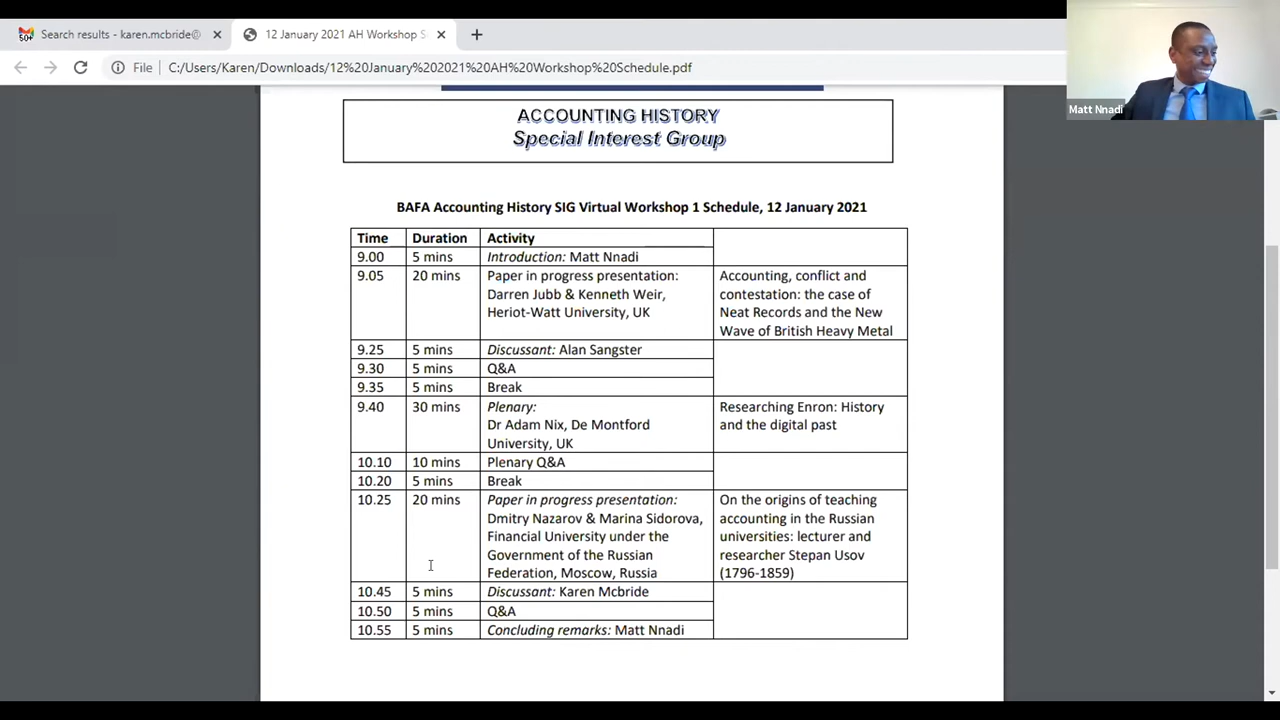 Search results - karen.mcbride@
12 January 2021 AH Workshop S
File
C:/Users/Karen/Downloads/12%20January%202021%20AH%20Workshop%20Schedule.pdf
Matt Nnadi
ACCOUNTING HISTORY
Special Interest Group
BAFA Accounting History SIG Virtual Workshop 1 Schedule, 12 January 2021
Time Duration Activity
9.00 5 mins Introduction: Matt Nnadi
9.05 20 mins Paper in progress presentation: Accounting, conflict and
Darren Jubb & Kenneth Weir, contestation: the case of
Heriot-Watt University, UK Neat Records and the New
Wave of British Heavy Metal
9.25 5 mins Discussant: Alan Sangster
9.30 5 mins Q&A
9.35 5 mins Break
9.40 30 mins Plenary: Researching Enron: History
Dr Adam Nix, De Montford and the digital past
University, UK
10.10 10 mins Plenary Q&A
10.20 5 mins Break
10.25 20 mins Paper in progress presentation: On the origins of teaching
Dmitry Nazarov & Marina Sidorova, accounting in the Russian
Financial University under the universities: lecturer and
Government of the Russian researcher Stepan Usov
Federation, Moscow, Russia (1796-1859)
10.45 5 mins Discussant: Karen Mcbride
10.50 5 mins Q&A
10.55 5 mins Concluding remarks: Matt Nnadi